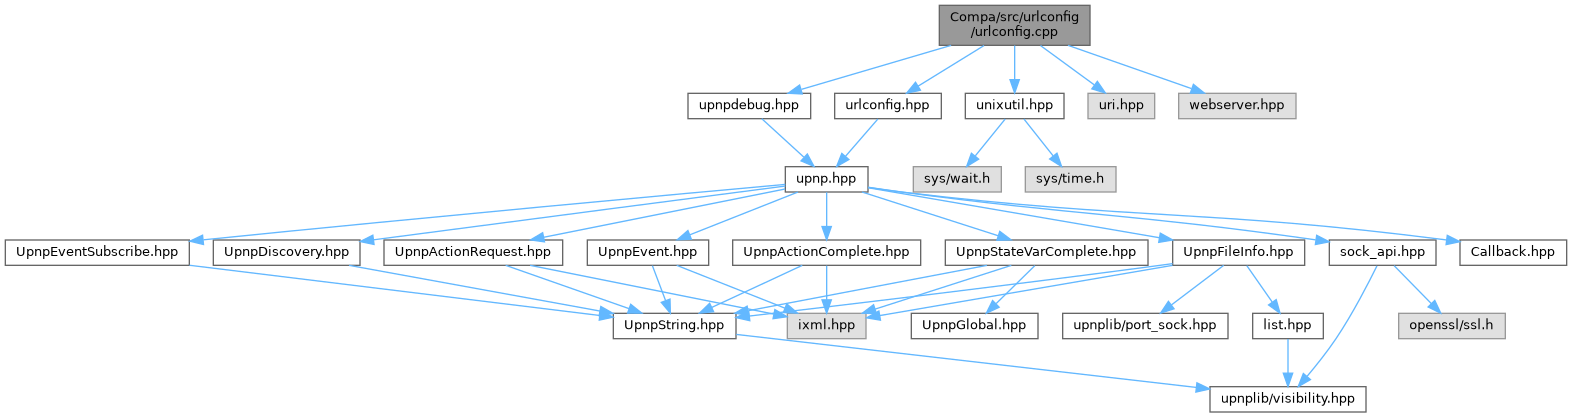 Compa/src/urlconfig
/urlconfig.cpp
upnpdebug.hpp
urlconfig.hpp
unixutil.hpp
uri.hpp
webserver.hpp
upnp.hpp
sys/wait.h
sys/time.h
UpnpEventSubscribe.hpp
UpnpDiscovery.hpp
UpnpActionRequest.hpp
UpnpEvent.hpp
UpnpActionComplete.hpp
UpnpStateVarComplete.hpp
UpnpFileInfo.hpp
sock_api.hpp
Callback.hpp
UpnpString.hpp
ixml.hpp
UpnpGlobal.hpp
upnplib/port_sock.hpp
list.hpp
openssl/ssl.h
upnplib/visibility.hpp